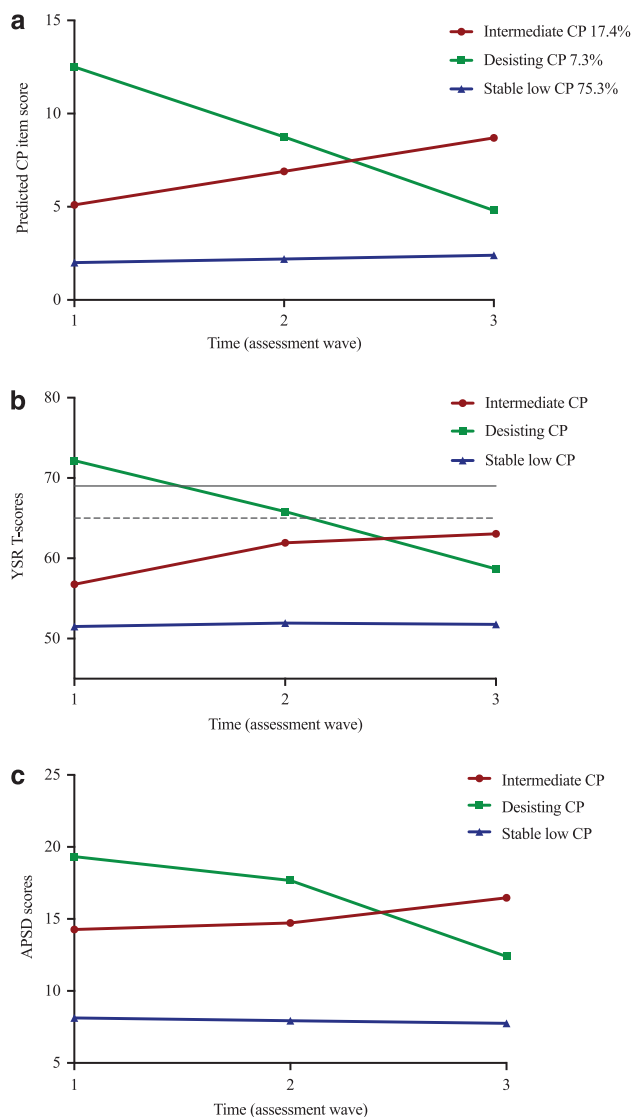 a
15
10
5
0
Predicted CP item score
Intermediate CP 17.4%
Desisting CP 7.3%
Stable low CP 75.3%
1 2 3
Time (assessment wave)
b
80
70
60
50
YSR T-scores
Intermediate CP
Desisting CP
Stable low CP
1 2 3
Time (assessment wave)
c
25
20
15
10
5
APSD scores
Intermediate CP
Desisting CP
Stable low CP
1 2 3
Time (assessment wave)